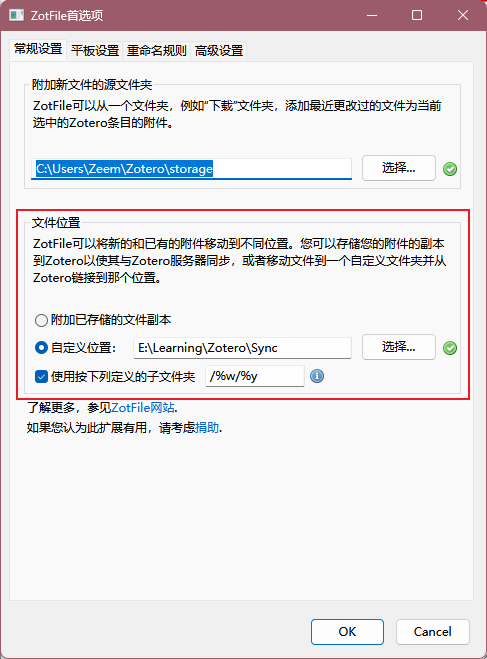 ZotFile首选项
常规设置 平板设置 重命名规则 高级设置
附加新文件的源文件夹
ZotFile可以从一个文件夹，例如“下载”文件夹，添加最近更改过的文件为当前
选中的Zotero条目的附件。
C:\Users\Zeem\Zotero\storage 选择...
文件位置
ZotFile可以将新的和已有的附件移动到不同位置。您可以存储您的附件的副本
到Zotero以使其与Zotero服务器同步，或者移动文件到一个自定义文件夹并从
Zotero链接到那个位置。
附加已存储的文件副本
自定义位置： E:\Learning\Zotero\Sync 选择...
使用按下列定义的子文件夹 /%w/%y
了解更多，参见ZotFile网站.
如果您认为此扩展有用，请考虑捐助.
OK Cancel